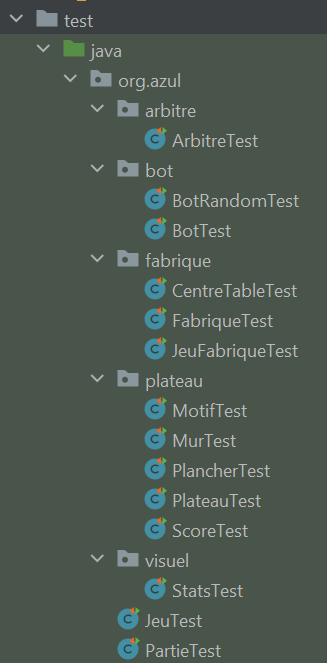 test
java
org.azul
arbitre
ArbitreTest
bot
BotRandomTest
BotTest
fabrique
CentreTableTest
FabriqueTest
JeuFabriqueTest
plateau
MotifTest
MurTest
PlancherTest
PlateauTest
ScoreTest
visuel
StatsTest
JeuTest
PartieTest